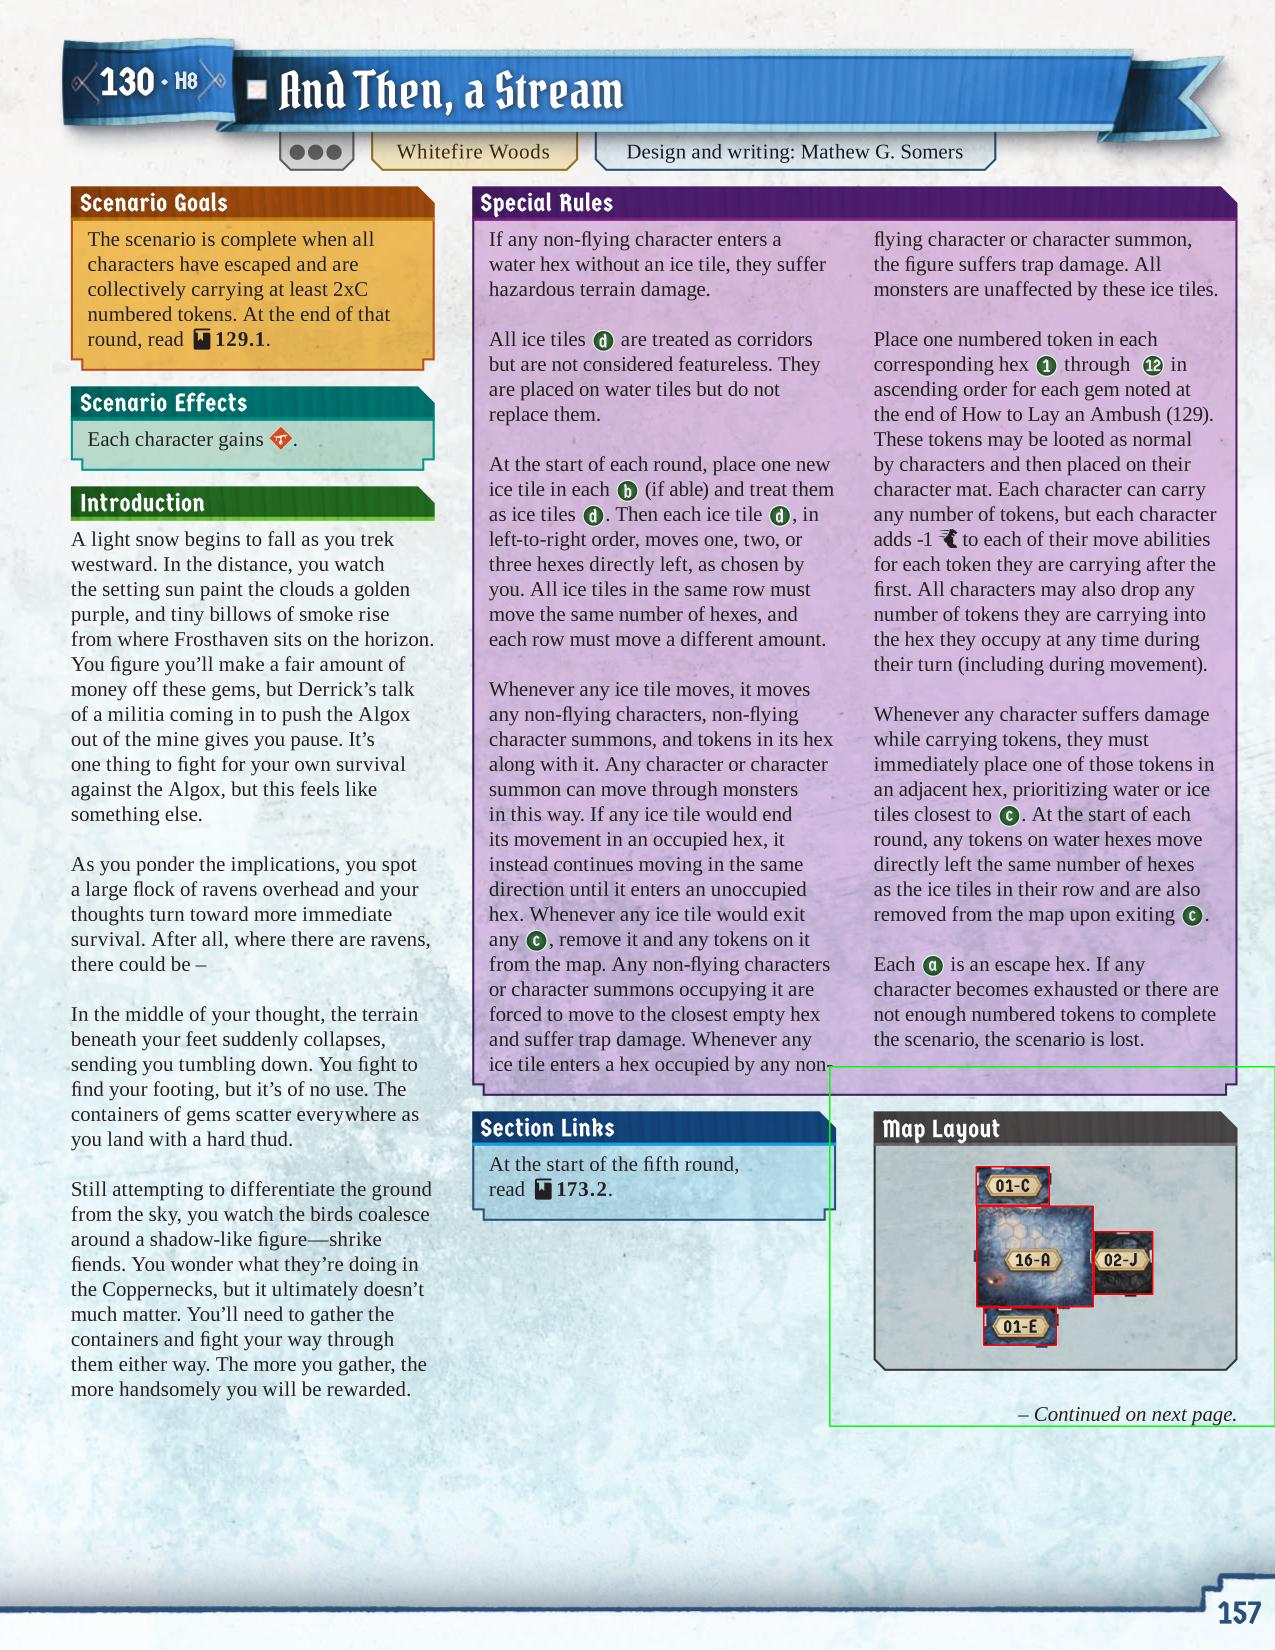 130 · H8
And Then, a Stream
Whitefire Woods
Design and writing: Mathew G. Somers
Scenario Goals
The scenario is complete when all
characters have escaped and are
collectively carrying at least 2xC
numbered tokens. At the end of that
round, read 129.1.
Scenario Effects
Each character gains .
Introduction
A light snow begins to fall as you trek
westward. In the distance, you watch
the setting sun paint the clouds a golden
purple, and tiny billows of smoke rise
from where Frosthaven sits on the horizon.
You figure you’ll make a fair amount of
money off these gems, but Derrick’s talk
of a militia coming in to push the Algox
out of the mine gives you pause. It’s
one thing to fight for your own survival
against the Algox, but this feels like
something else.
As you ponder the implications, you spot
a large flock of ravens overhead and your
thoughts turn toward more immediate
survival. After all, where there are ravens,
there could be –
In the middle of your thought, the terrain
beneath your feet suddenly collapses,
sending you tumbling down. You fight to
find your footing, but it’s of no use. The
containers of gems scatter everywhere as
you land with a hard thud.
Still attempting to differentiate the ground
from the sky, you watch the birds coalesce
around a shadow-like figure—shrike
fiends. You wonder what they’re doing in
the Coppernecks, but it ultimately doesn’t
much matter. You’ll need to gather the
containers and fight your way through
them either way. The more you gather, the
more handsomely you will be rewarded.
Special Rules
If any non-flying character enters a
water hex without an ice tile, they suffer
hazardous terrain damage.
All ice tiles d are treated as corridors
but are not considered featureless. They
are placed on water tiles but do not
replace them.
At the start of each round, place one new
ice tile in each b (if able) and treat them
as ice tiles d. Then each ice tile d, in
left-to-right order, moves one, two, or
three hexes directly left, as chosen by
you. All ice tiles in the same row must
move the same number of hexes, and
each row must move a different amount.
Whenever any ice tile moves, it moves
any non-flying characters, non-flying
character summons, and tokens in its hex
along with it. Any character or character
summon can move through monsters
in this way. If any ice tile would end
its movement in an occupied hex, it
instead continues moving in the same
direction until it enters an unoccupied
hex. Whenever any ice tile would exit
any c, remove it and any tokens on it
from the map. Any non-flying characters
or character summons occupying it are
forced to move to the closest empty hex
and suffer trap damage. Whenever any
ice tile enters a hex occupied by any non-
flying character or character summon,
the figure suffers trap damage. All
monsters are unaffected by these ice tiles.
Place one numbered token in each
corresponding hex 1 through 12 in
ascending order for each gem noted at
the end of How to Lay an Ambush (129).
These tokens may be looted as normal
by characters and then placed on their
character mat. Each character can carry
any number of tokens, but each character
adds -1 to each of their move abilities
for each token they are carrying after the
first. All characters may also drop any
number of tokens they are carrying into
the hex they occupy at any time during
their turn (including during movement).
Whenever any character suffers damage
while carrying tokens, they must
immediately place one of those tokens in
an adjacent hex, prioritizing water or ice
tiles closest to c. At the start of each
round, any tokens on water hexes move
directly left the same number of hexes
as the ice tiles in their row and are also
removed from the map upon exiting c.
Each a is an escape hex. If any
character becomes exhausted or there are
not enough numbered tokens to complete
the scenario, the scenario is lost.
Section Links
At the start of the fifth round,
read 173.2.
Map Layout
01-C
16-A
02-J
01-E
– Continued on next page.
157